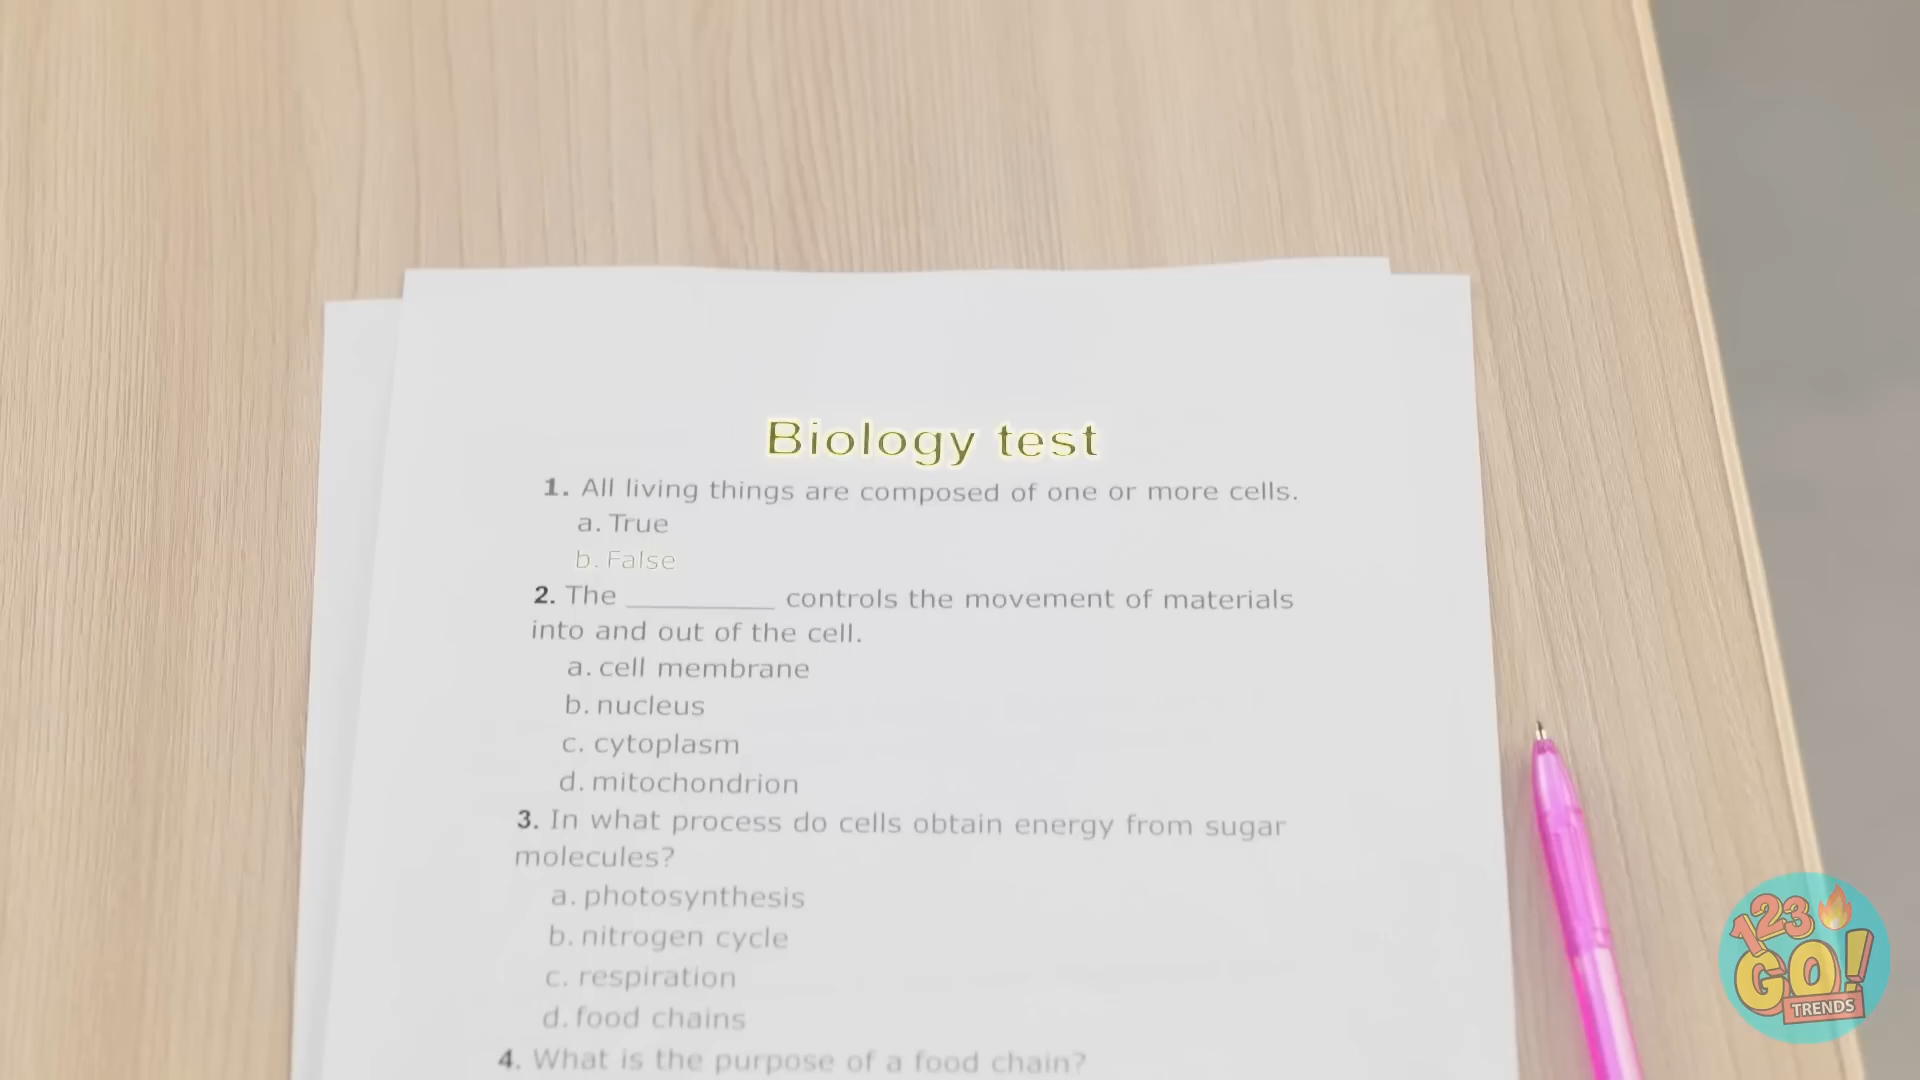 Biology test
1. All living things are composed of one or more cells.
a. True
b. False
2. The __________ controls the movement of materials
into and out of the cell.
a. cell membrane
b. nucleus
c. cytoplasm
d. mitochondrion
3. In what process do cells obtain energy from sugar
molecules?
a. photosynthesis
b. nitrogen cycle
c. respiration
d. food chains
4. What is the purpose of a food chain?
123
GO!
TRENDS